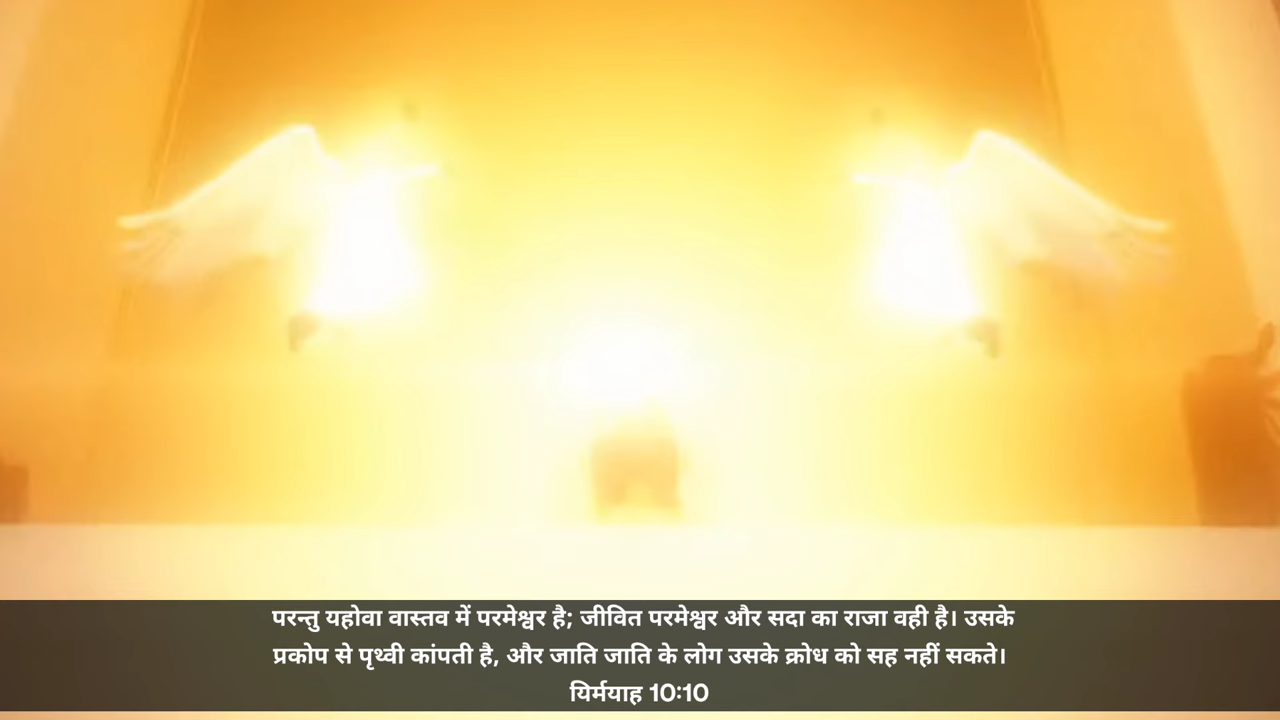 परन्तु यहोवा वास्तव में परमेश्वर है; जीवित परमेश्वर और सदा का राजा वही है। उसके
प्रकोप से पृथ्वी कांपती है, और जाति जाति के लोग उसके क्रोध को सह नहीं सकते।
यिर्मयाह 10:10